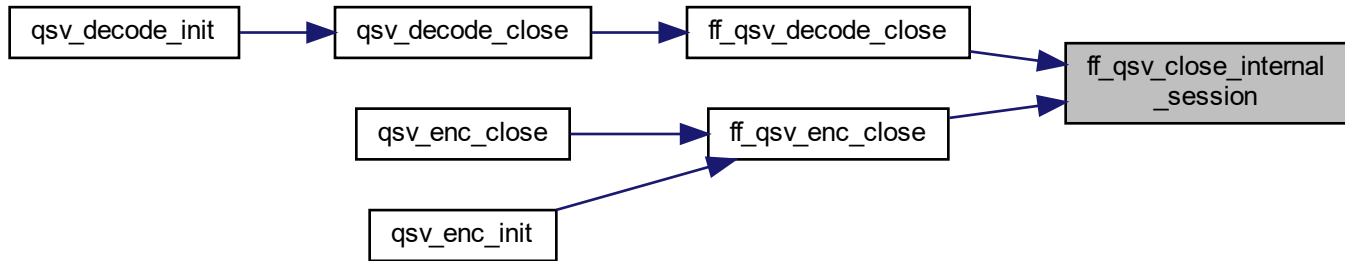 qsv_decode_init
qsv_decode_close
ff_qsv_decode_close
ff_qsv_close_internal
_session
qsv_enc_close
ff_qsv_enc_close
qsv_enc_init